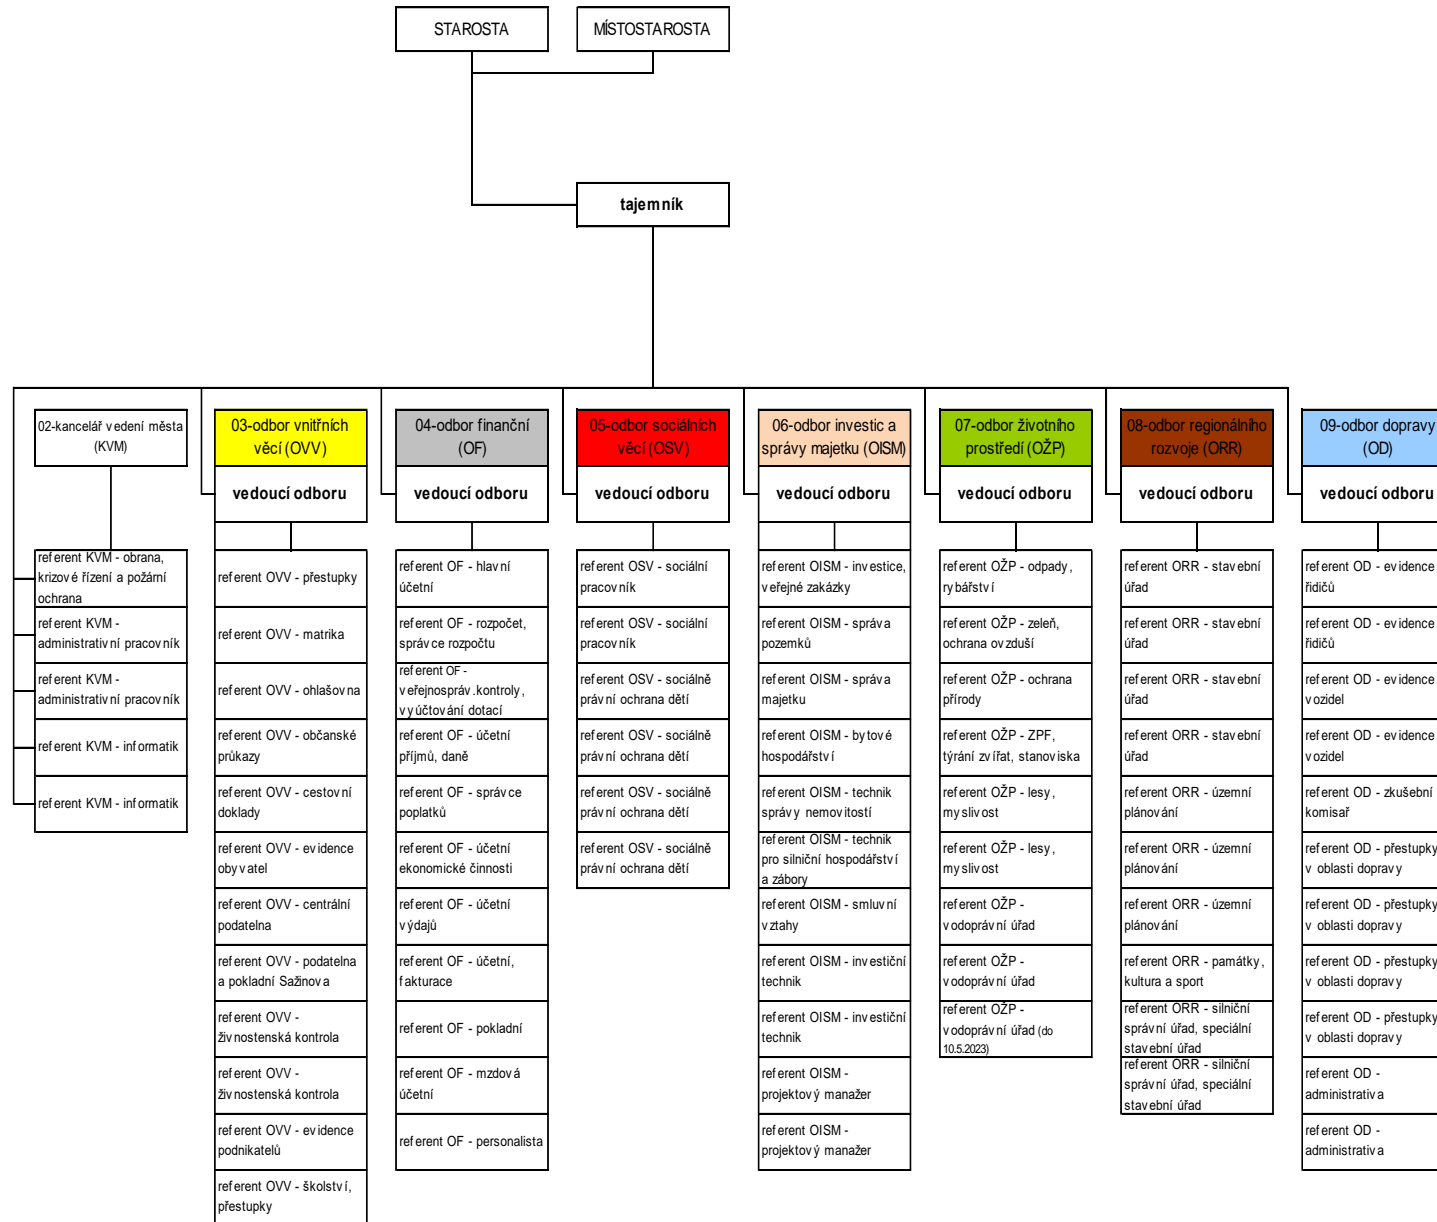 STAROSTA
MÍSTOSTAROSTA
tajemník
02-kancelář vedení města
(KVM)
referent KVM - obrana,
krizové řízení a požární
ochrana
referent KVM -
administrativní pracovník
referent KVM -
administrativní pracovník
referent KVM - informatik
referent KVM - informatik
03-odbor vnitřních
věcí (OVV)
vedoucí odboru
referent OVV - přestupky
referent OVV - matrika
referent OVV - ohlašovna
referent OVV - občanské
průkazy
referent OVV - cestovní
doklady
referent OVV - evidence
obyvatel
referent OVV - centrální
podatelna
referent OVV - podatelna
a pokladní Sažinova
referent OVV -
živnostenská kontrola
referent OVV -
živnostenská kontrola
referent OVV - evidence
podnikatelů
referent OVV - školství,
přestupky
04-odbor finanční
(OF)
vedoucí odboru
referent OF - hlavní
účetní
referent OF - rozpočet,
správce rozpočtu
referent OF -
veřejnospráv.kontroly,
vyúčtování dotací
referent OF - účetní
příjmů, daně
referent OF - správce
poplatků
referent OF - účetní
ekonomické činnosti
referent OF - účetní
výdajů
referent OF - účetní,
fakturace
referent OF - pokladní
referent OF - mzdová
účetní
referent OF - personalista
05-odbor sociálních
věcí (OSV)
vedoucí odboru
referent OSV - sociální
pracovník
referent OSV - sociální
pracovník
referent OSV - sociálně
právní ochrana dětí
referent OSV - sociálně
právní ochrana dětí
referent OSV - sociálně
právní ochrana dětí
referent OSV - sociálně
právní ochrana dětí
06-odbor investic a
správy majetku (OISM)
vedoucí odboru
referent OISM - investice,
veřejné zakázky
referent OISM - správa
pozemků
referent OISM - správa
majetku
referent OISM - bytové
hospodářství
referent OISM - technik
správy nemovitostí
referent OISM - technik
pro silniční hospodářství
a zábory
referent OISM - smluvní
vztahy
referent OISM - investiční
technik
referent OISM - investiční
technik
referent OISM -
projektový manažer
referent OISM -
projektový manažer
07-odbor životního
prostředí (OŽP)
vedoucí odboru
referent OŽP - odpady,
rybářství
referent OŽP - zeleň,
ochrana ovzduší
referent OŽP - ochrana
přírody
referent OŽP - ZPF,
týrání zvířat, stanoviska
referent OŽP - lesy,
myslivost
referent OŽP - lesy,
myslivost
referent OŽP -
vodoprávní úřad
referent OŽP -
vodoprávní úřad
referent OŽP -
vodoprávní úřad (do
10.5.2023)
08-odbor regionálního
rozvoje (ORR)
vedoucí odboru
referent ORR - stavební
úřad
referent ORR - stavební
úřad
referent ORR - stavební
úřad
referent ORR - stavební
úřad
referent ORR - územní
plánování
referent ORR - územní
plánování
referent ORR - územní
plánování
referent ORR - památky,
kultura a sport
referent ORR - silniční
správní úřad, speciální
stavební úřad
referent ORR - silniční
správní úřad, speciální
stavební úřad
09-odbor dopravy
(OD)
vedoucí odboru
referent OD - evidence
řidičů
referent OD - evidence
řidičů
referent OD - evidence
vozidel
referent OD - evidence
vozidel
referent OD - zkušební
komisař
referent OD - přestupky
v oblasti dopravy
referent OD - přestupky
v oblasti dopravy
referent OD - přestupky
v oblasti dopravy
referent OD - přestupky
v oblasti dopravy
referent OD -
administrativa
referent OD -
administrativa